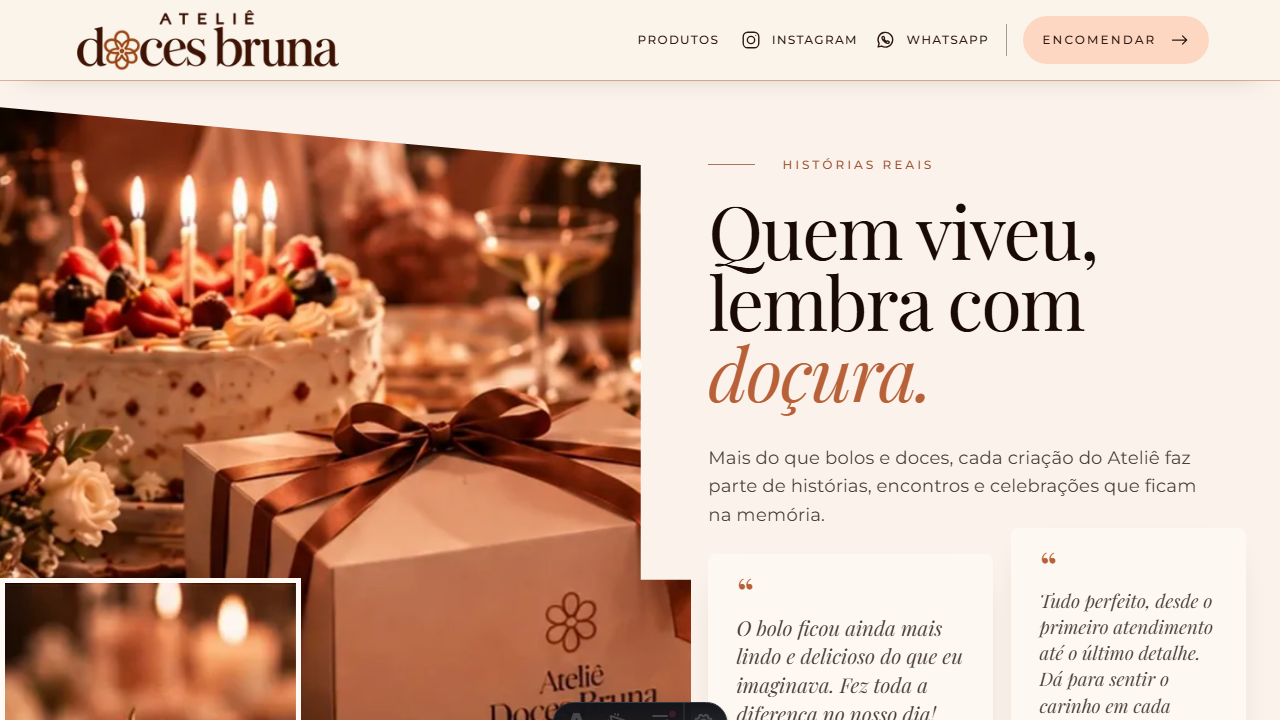 ATELIÊ
doces bruna
PRODUTOS
INSTAGRAM
WHATSAPP
ENCOMENDAR
HISTÓRIAS REAIS
Quem viveu,
lembra com
doçura.
Mais do que bolos e doces, cada criação do Ateliê faz
parte de histórias, encontros e celebrações que ficam
na memória.
“
O bolo ficou ainda mais
lindo e delicioso do que eu
imaginava. Fez toda a
diferença no nosso dia!
“
Tudo perfeito, desde o
primeiro atendimento
até o último detalhe.
Dá para sentir o
carinho em cada
Ateliê
Doces Bruna